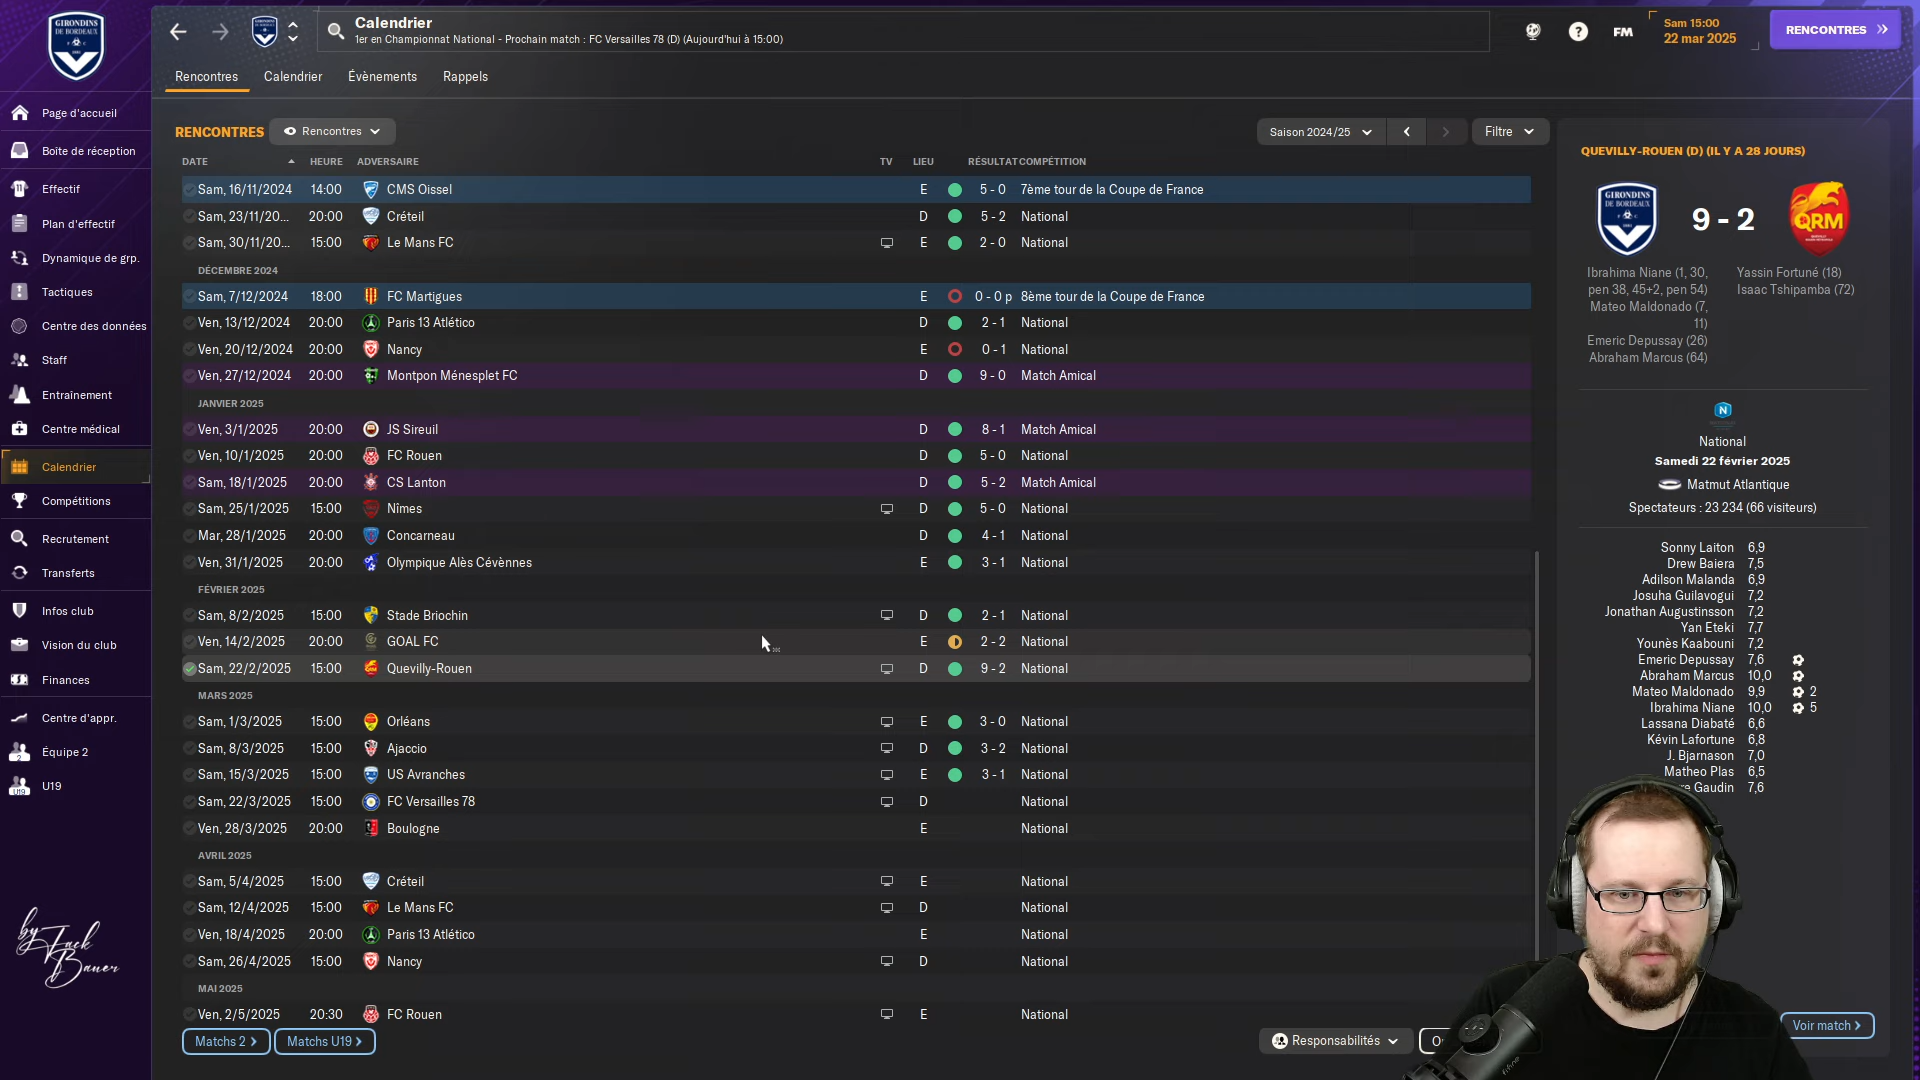 GIRONDINS
DE BORDEAUX
Calendrier
1er en Championnat National - Prochain match : FC Versailles 78 (D) (Aujourd'hui à 15:00)
FM
Sam 15:00
22 mar 2025
RENCONTRES
Rencontres Calendrier Évènements Rappels
Page d'accueil
Boîte de réception
Effectif
Plan d'effectif
Dynamique de grp.
Tactiques
Centre des données
Staff
Entraînement
Centre médical
Calendrier
Compétitions
Recrutement
Transferts
Infos club
Vision du club
Finances
Centre d'appr.
Équipe 2
U19
by Jack
Bauer
RENCONTRES Rencontres Saison 2024/25 Filtre
DATE HEURE ADVERSAIRE TV LIEU RÉSULTAT COMPÉTITION
Sam, 16/11/2024 14:00 CMS Oissel E 5 - 0 7ème tour de la Coupe de France
Sam, 23/11/20... 20:00 Créteil D 5 - 2 National
Sam, 30/11/20... 15:00 Le Mans FC E 2 - 0 National
DÉCEMBRE 2024
Sam, 7/12/2024 18:00 FC Martigues E 0 - 0 p 8ème tour de la Coupe de France
Ven, 13/12/2024 20:00 Paris 13 Atlético D 2 - 1 National
Ven, 20/12/2024 20:00 Nancy E 0 - 1 National
Ven, 27/12/2024 20:00 Montpon Ménesplet FC D 9 - 0 Match Amical
JANVIER 2025
Ven, 3/1/2025 20:00 JS Sireuil D 8 - 1 Match Amical
Ven, 10/1/2025 20:00 FC Rouen D 5 - 0 National
Sam, 18/1/2025 20:00 CS Lanton D 5 - 2 Match Amical
Sam, 25/1/2025 15:00 Nîmes D 5 - 0 National
Mar, 28/1/2025 20:00 Concarneau D 4 - 1 National
Ven, 31/1/2025 20:00 Olympique Alès Cévènnes E 3 - 1 National
FÉVRIER 2025
Sam, 8/2/2025 15:00 Stade Briochin D 2 - 1 National
Ven, 14/2/2025 20:00 GOAL FC E 2 - 2 National
Sam, 22/2/2025 15:00 Quevilly-Rouen D 9 - 2 National
MARS 2025
Sam, 1/3/2025 15:00 Orléans E 3 - 0 National
Sam, 8/3/2025 15:00 Ajaccio D 3 - 2 National
Sam, 15/3/2025 15:00 US Avranches E 3 - 1 National
Sam, 22/3/2025 15:00 FC Versailles 78 D National
Ven, 28/3/2025 20:00 Boulogne E National
AVRIL 2025
Sam, 5/4/2025 15:00 Créteil E National
Sam, 12/4/2025 15:00 Le Mans FC D National
Ven, 18/4/2025 20:00 Paris 13 Atlético E National
Sam, 26/4/2025 15:00 Nancy D National
MAI 2025
Ven, 2/5/2025 20:30 FC Rouen E National
Matchs 2 Matchs U19 Responsabilités
QUEVILLY-ROUEN (D) (IL Y A 28 JOURS)
GIRONDINS
DE BORDEAUX
9 - 2
QRM
Ibrahima Niane (1, 30,
pen 38, 45+2, pen 54)
Mateo Maldonado (7,
11)
Emeric Depussay (26)
Abraham Marcus (64)
Yassin Fortuné (18)
Isaac Tshipamba (72)
N
National
Samedi 22 février 2025
Matmut Atlantique
Spectateurs : 23 234 (66 visiteurs)
Sonny Laiton 6,9
Drew Baiera 7,5
Adilson Malanda 6,9
Josuha Guilavogui 7,2
Jonathan Augustinsson 7,2
Yan Eteki 7,7
Younès Kaabouni 7,2
Emeric Depussay 7,6
Abraham Marcus 10,0
Mateo Maldonado 9,9 2
Ibrahima Niane 10,0 5
Lassana Diabaté 6,6
Kévin Lafortune 6,8
J. Bjarnason 7,0
Matheo Plas 6,5
Gaudin 7,6
Voir match